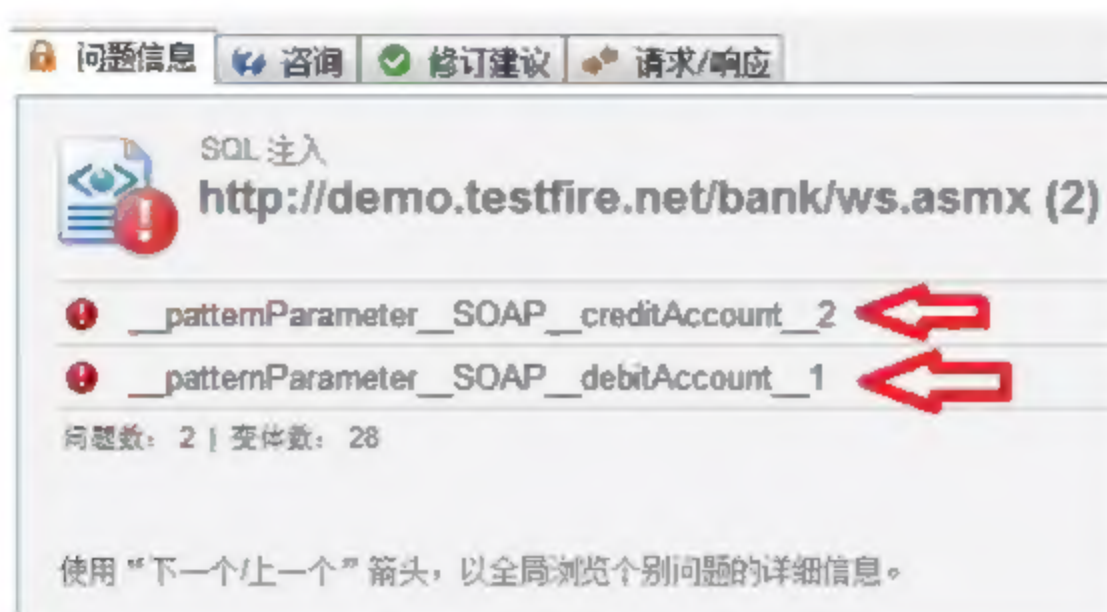 问题信息 咨询 修订建议 请求/响应
SQL 注入
http://demo.testfire.net/bank/ws.asmx (2)
__patternParameter__SOAP__creditAccount__2
__patternParameter__SOAP__debitAccount__1
问题数： 2 | 变体数： 28
使用“下一个/上一个”箭头，以全局浏览个别问题的详细信息。